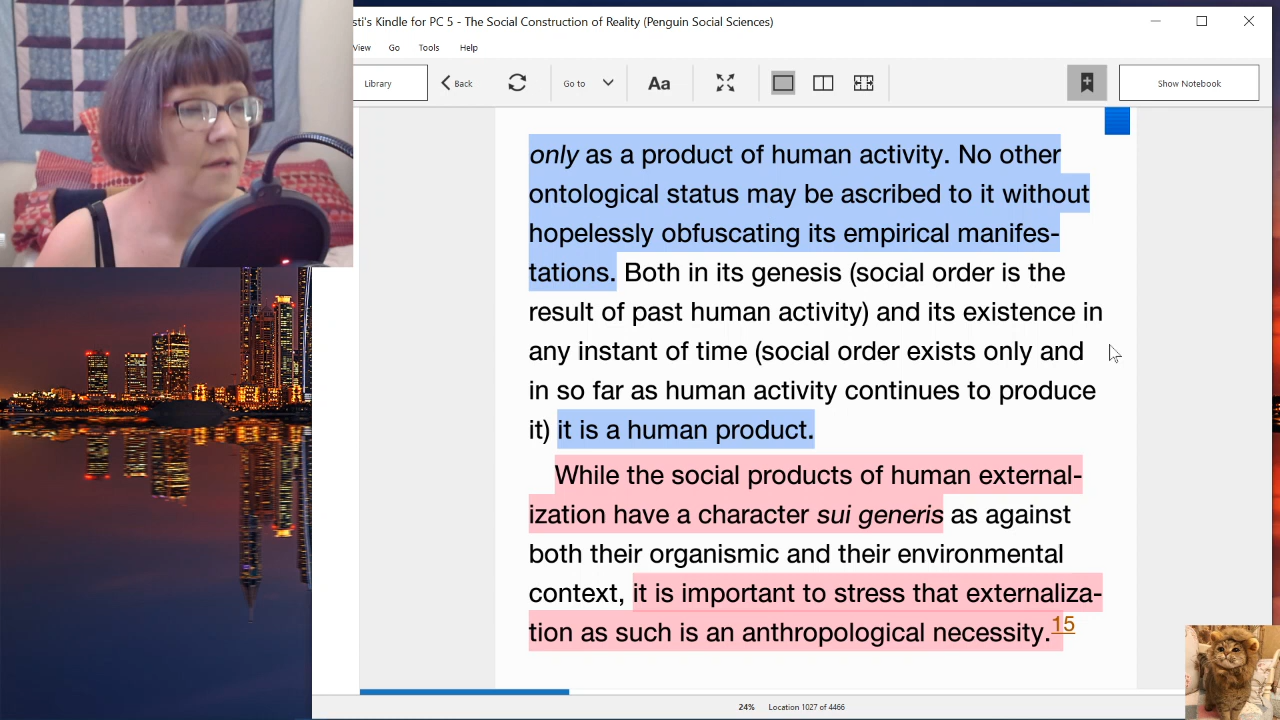 sti's Kindle for PC 5 - The Social Construction of Reality (Penguin Social Sciences)
View Go Tools Help
Library Back Go to Aa Show Notebook
only as a product of human activity. No other
ontological status may be ascribed to it without
hopelessly obfuscating its empirical manifes-
tations. Both in its genesis (social order is the
result of past human activity) and its existence in
any instant of time (social order exists only and
in so far as human activity continues to produce
it) it is a human product.
While the social products of human external-
ization have a character sui generis as against
both their organismic and their environmental
context, it is important to stress that externaliza-
tion as such is an anthropological necessity.15
24% Location 1027 of 4466